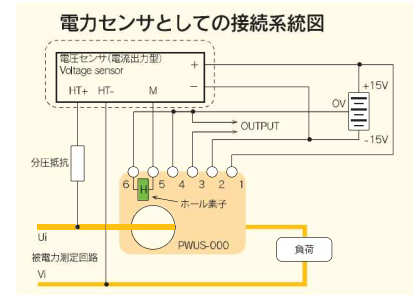 電力センサとしての接続系統図
電圧センサ(電流出力型)
Voltage sensor
+
HT+ HT- M
−
+15V
0V
OUTPUT
-15V
分圧抵抗
6 5 4 3 2 1
H
ホール素子
Ui
PWUS-000
負荷
被電力測定回路
Vi